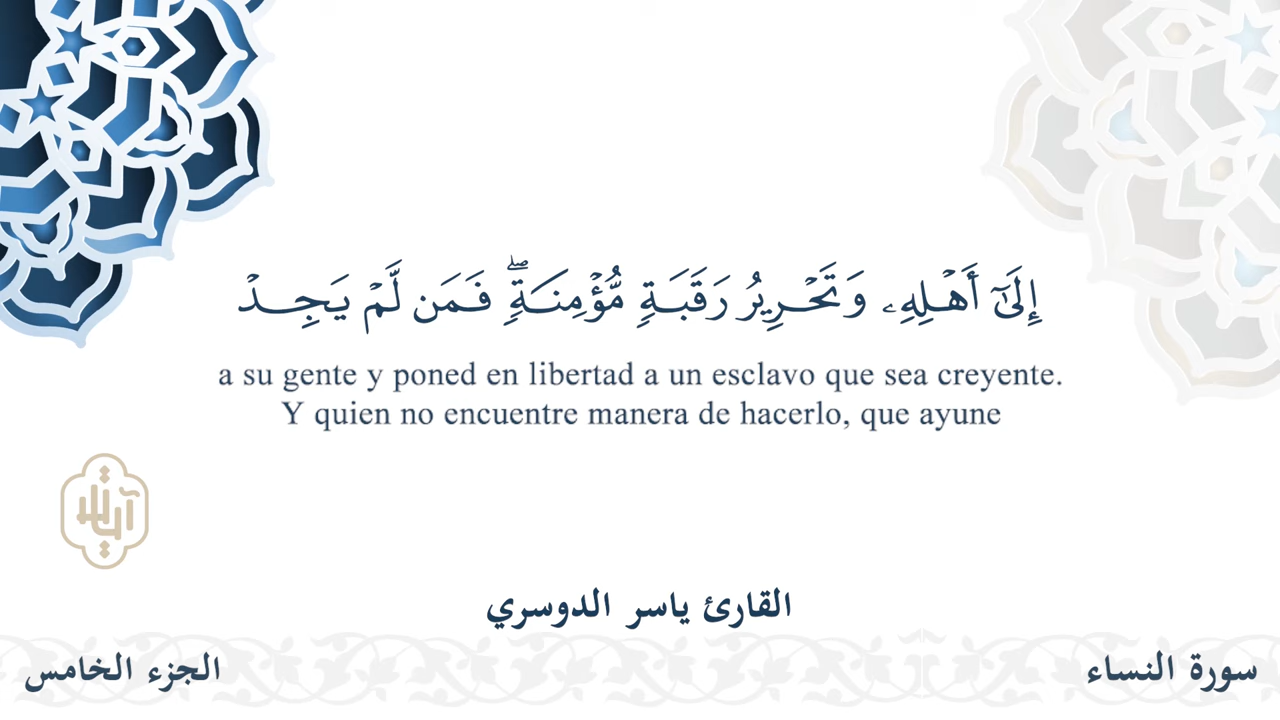 إِلَىٰٓ أَهْلِهِۦ وَتَحْرِيرُ رَقَبَةٍ مُّؤْمِنَةٍۖ فَمَن لَّمْ يَجِدْ
a su gente y poned en libertad a un esclavo que sea creyente.
Y quien no encuentre manera de hacerlo, que ayune
القارئ ياسر الدوسري
سورة النساء
الجزء الخامس